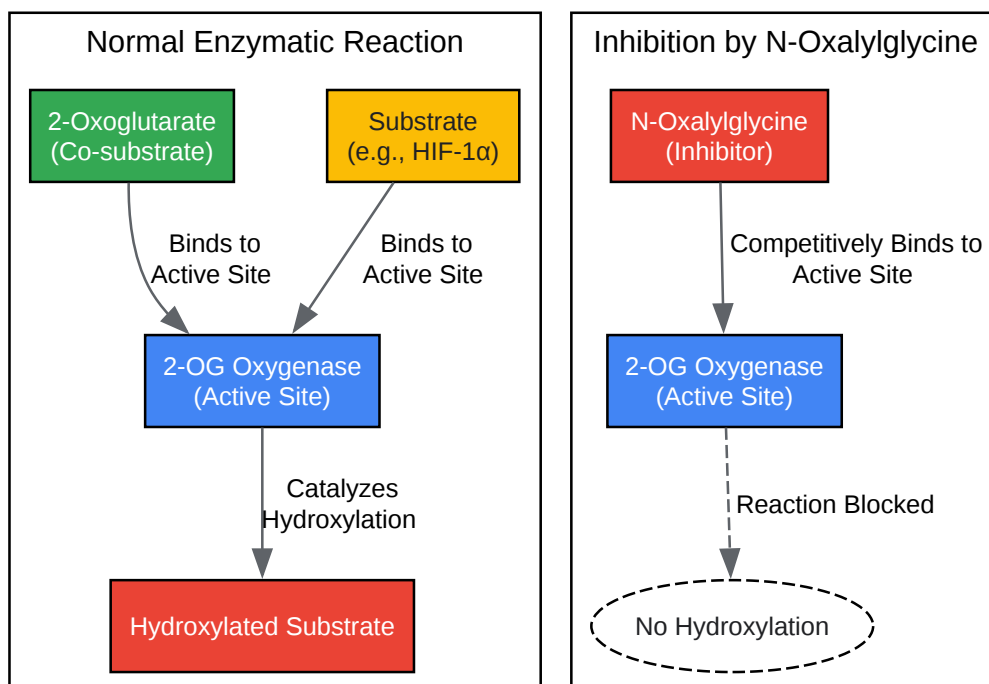 Normal Enzymatic Reaction
2-Oxoglutarate
(Co-substrate)
Substrate
(e.g., HIF-1α)
Binds to
Active Site
Binds to
Active Site
2-OG Oxygenase
(Active Site)
Catalyzes
Hydroxylation
Hydroxylated Substrate
Inhibition by N-Oxalylglycine
N-Oxalylglycine
(Inhibitor)
Competitively Binds to
Active Site
2-OG Oxygenase
(Active Site)
Reaction Blocked
No Hydroxylation